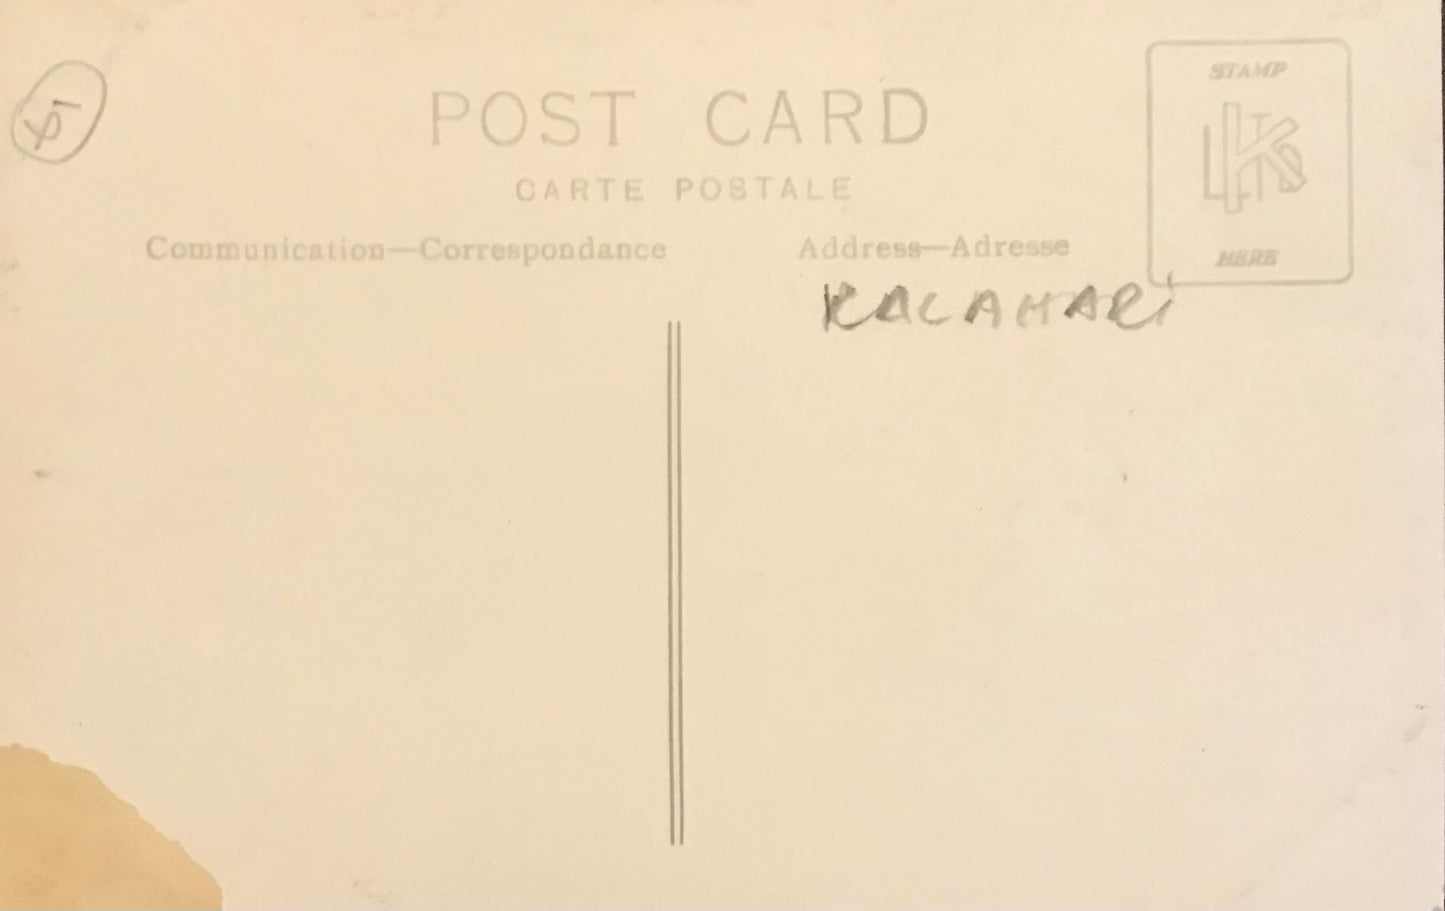 STAMP
POST CARD
CARTE POSTALE
Communication—Correspondance
Address—Adresse
HERE
KALAHARi